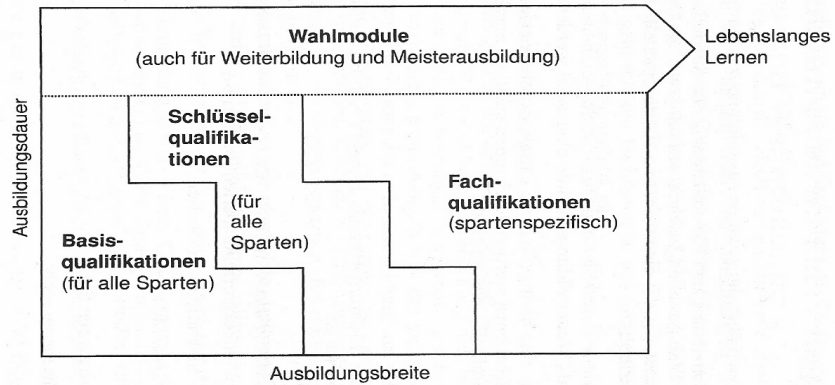 Wahlmodule
(auch für Weiterbildung und Meisterausbildung)
Lebenslanges
Lernen
Ausbildungsdauer
Schlüssel-
qualifika-
tionen
(für
alle
Sparten)
Basis-
qualifikationen
(für alle Sparten)
Fach-
qualifikationen
(spartenspezifisch)
Ausbildungsbreite